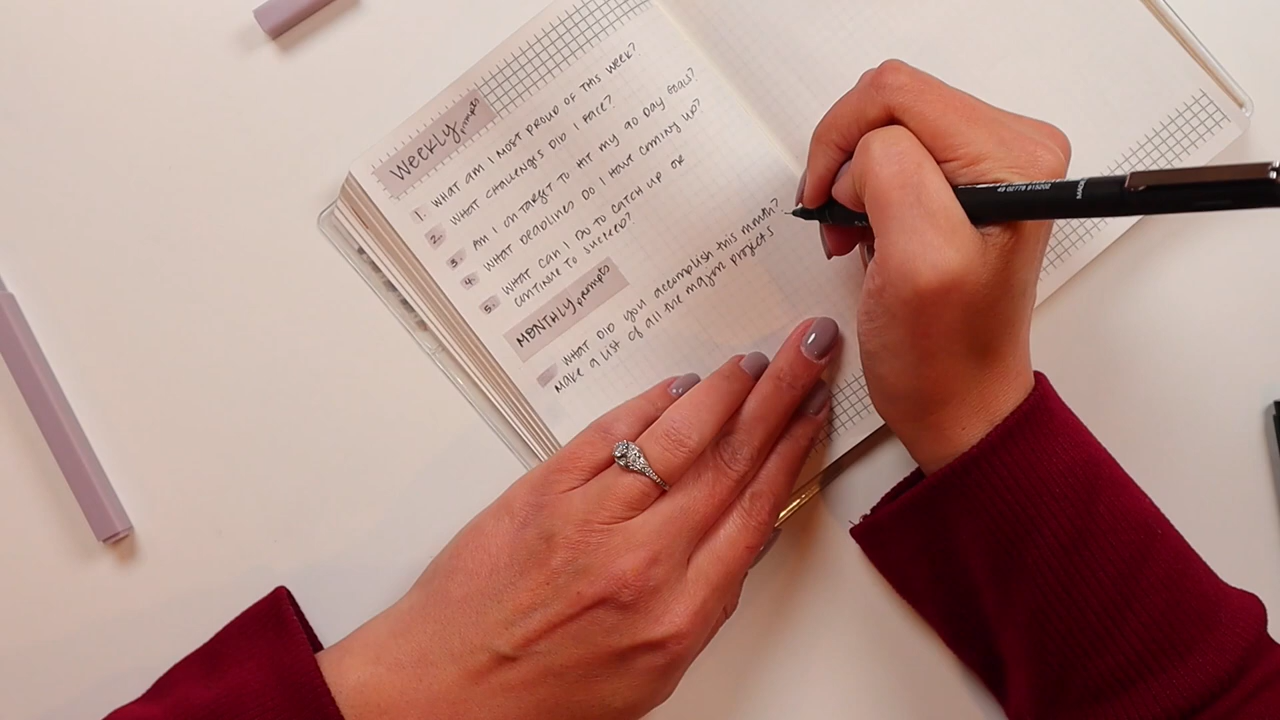 Weekly prompts
1. WHAT AM I MOST PROUD OF THIS WEEK?
2. WHAT CHALLENGES DID I FACE?
3. AM I ON TARGET TO HIT MY 90 DAY GOALS?
4. WHAT DEADLINES DO I HAVE COMING UP?
5. WHAT CAN I DO TO CATCH UP OR
CONTINUE TO SUCCEED?
MONTHLY prompts
WHAT DID you accomplish this month?
make a list of all the major projects